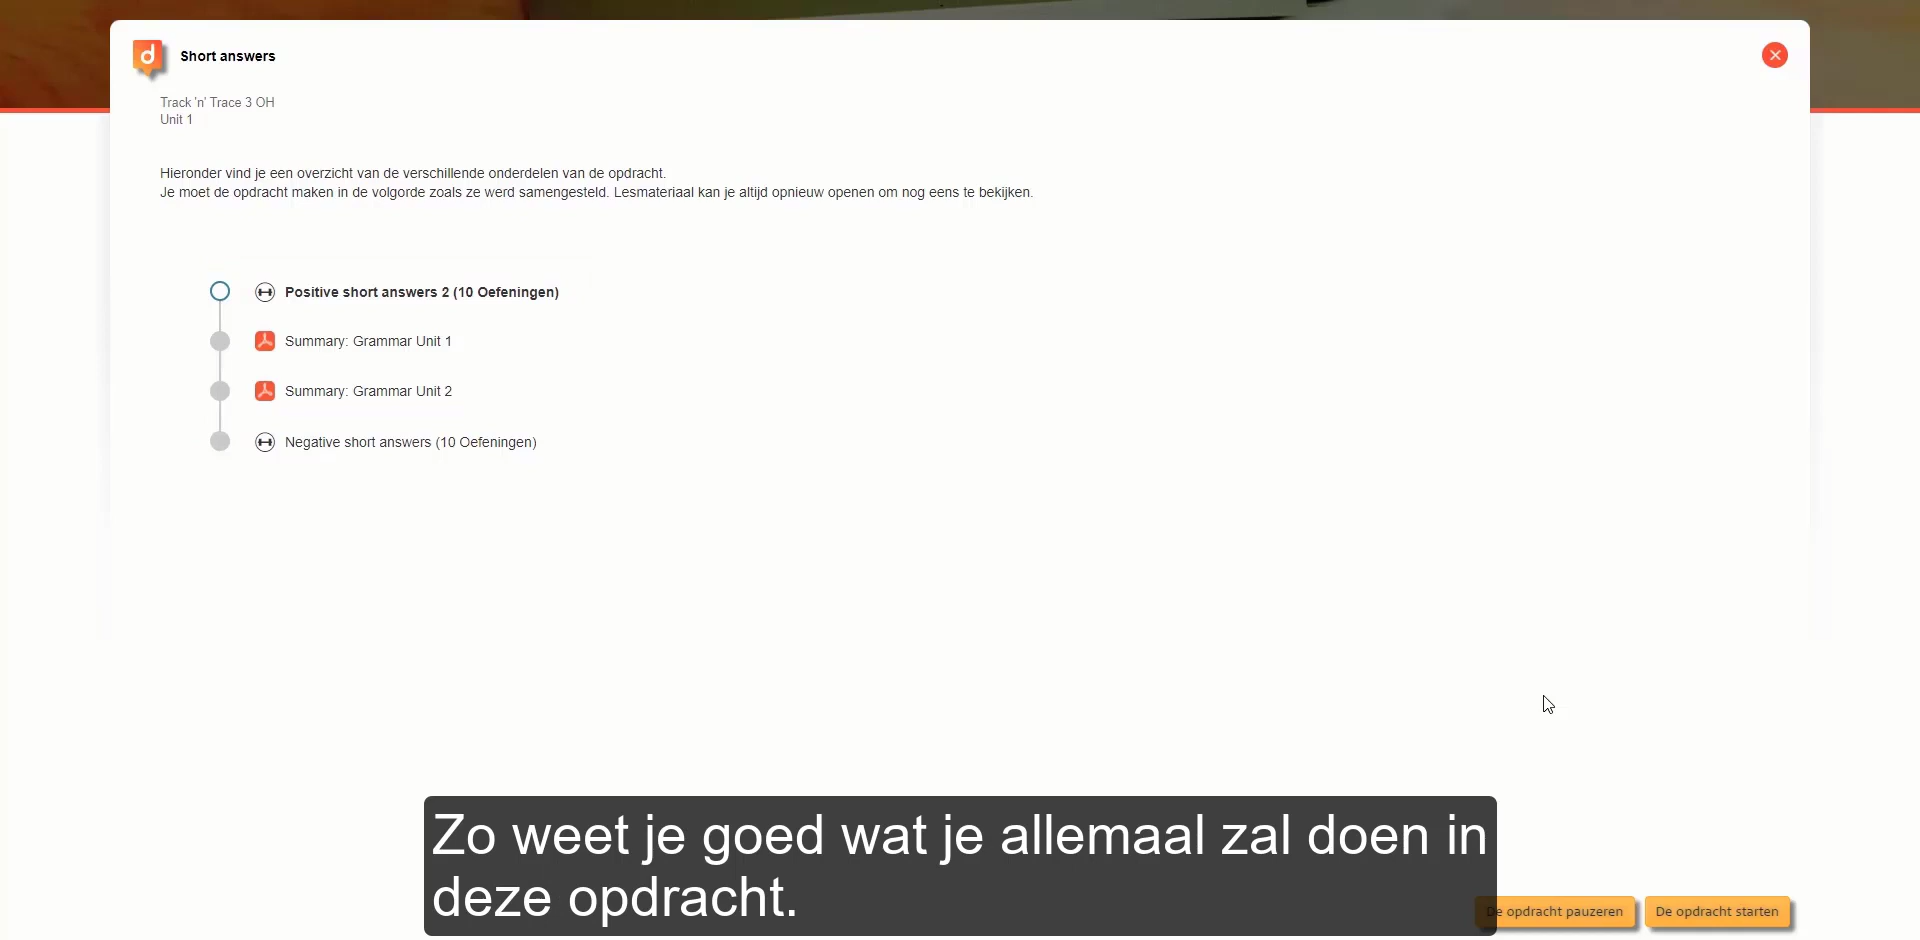 d
Short answers
Track 'n' Trace 3 OH
Unit 1
Hieronder vind je een overzicht van de verschillende onderdelen van de opdracht.
Je moet de opdracht maken in de volgorde zoals ze werd samengesteld. Lesmateriaal kan je altijd opnieuw openen om nog eens te bekijken.
Positive short answers 2 (10 Oefeningen)
Summary: Grammar Unit 1
Summary: Grammar Unit 2
Negative short answers (10 Oefeningen)
Zo weet je goed wat je allemaal zal doen in
deze opdracht.
De opdracht pauzeren
De opdracht starten